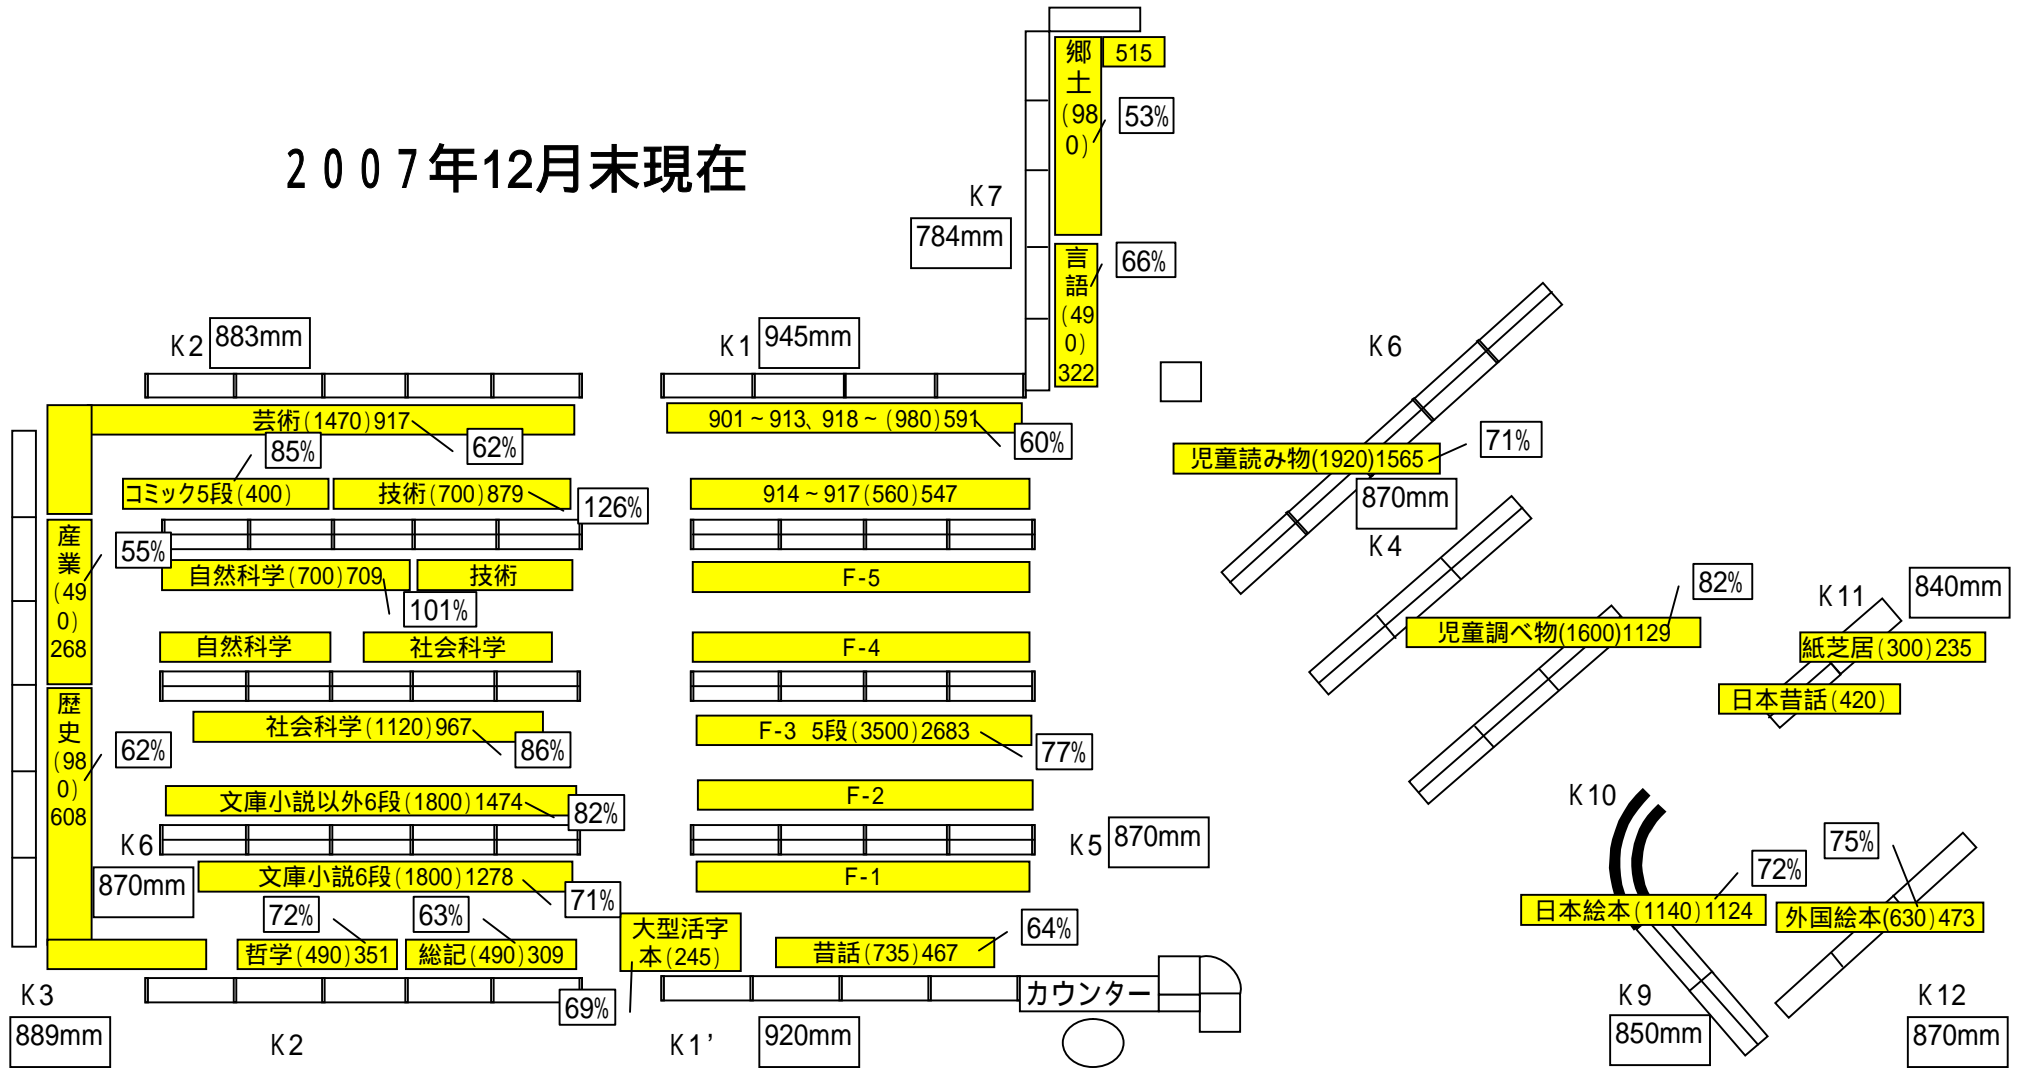 郷
土
(98
0)
515
53%
2007年12月末現在
K7
784mm
言
語
(49
0)
322
66%
K2
883mm
K1
945mm
K6
芸術(1470)917
62%
85%
901～913、918～(980)591
60%
児童読み物(1920)1565
71%
870mm
コミック5段(400)
技術(700)879
126%
914～917(560)547
K4
産
業
(49
0)
268
55%
自然科学(700)709
101%
技術
F-5
82%
K11
840mm
自然科学
社会科学
F-4
児童調べ物(1600)1129
紙芝居(300)235
日本昔話(420)
歴
史
(98
0)
608
62%
社会科学(1120)967
86%
F-3 5段(3500)2683
77%
文庫小説以外6段(1800)1474
82%
F-2
K10
K6
870mm
K5
870mm
75%
文庫小説6段(1800)1278
71%
F-1
72%
日本絵本(1140)1124
外国絵本(630)473
72%
63%
哲学(490)351
総記(490)309
大型活字
本(245)
69%
昔話(735)467
64%
カウンター
K3
889mm
K2
K1’
920mm
K9
850mm
K12
870mm